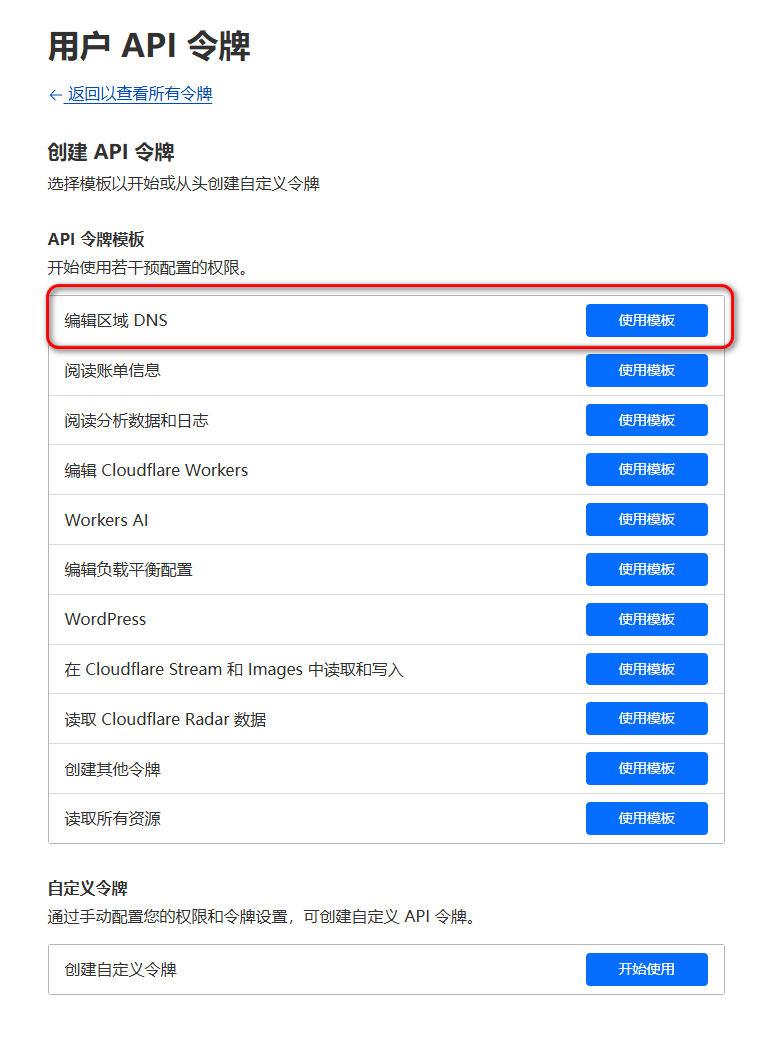 用户 API 令牌
← 返回以查看所有令牌
创建 API 令牌
选择模板以开始或从头创建自定义令牌
API 令牌模板
开始使用若干预配置的权限。
编辑区域 DNS 使用模板
阅读账单信息 使用模板
阅读分析数据和日志 使用模板
编辑 Cloudflare Workers 使用模板
Workers AI 使用模板
编辑负载平衡配置 使用模板
WordPress 使用模板
在 Cloudflare Stream 和 Images 中读取和写入 使用模板
读取 Cloudflare Radar 数据 使用模板
创建其他令牌 使用模板
读取所有资源 使用模板
自定义令牌
通过手动配置您的权限和令牌设置，可创建自定义 API 令牌。
创建自定义令牌 开始使用